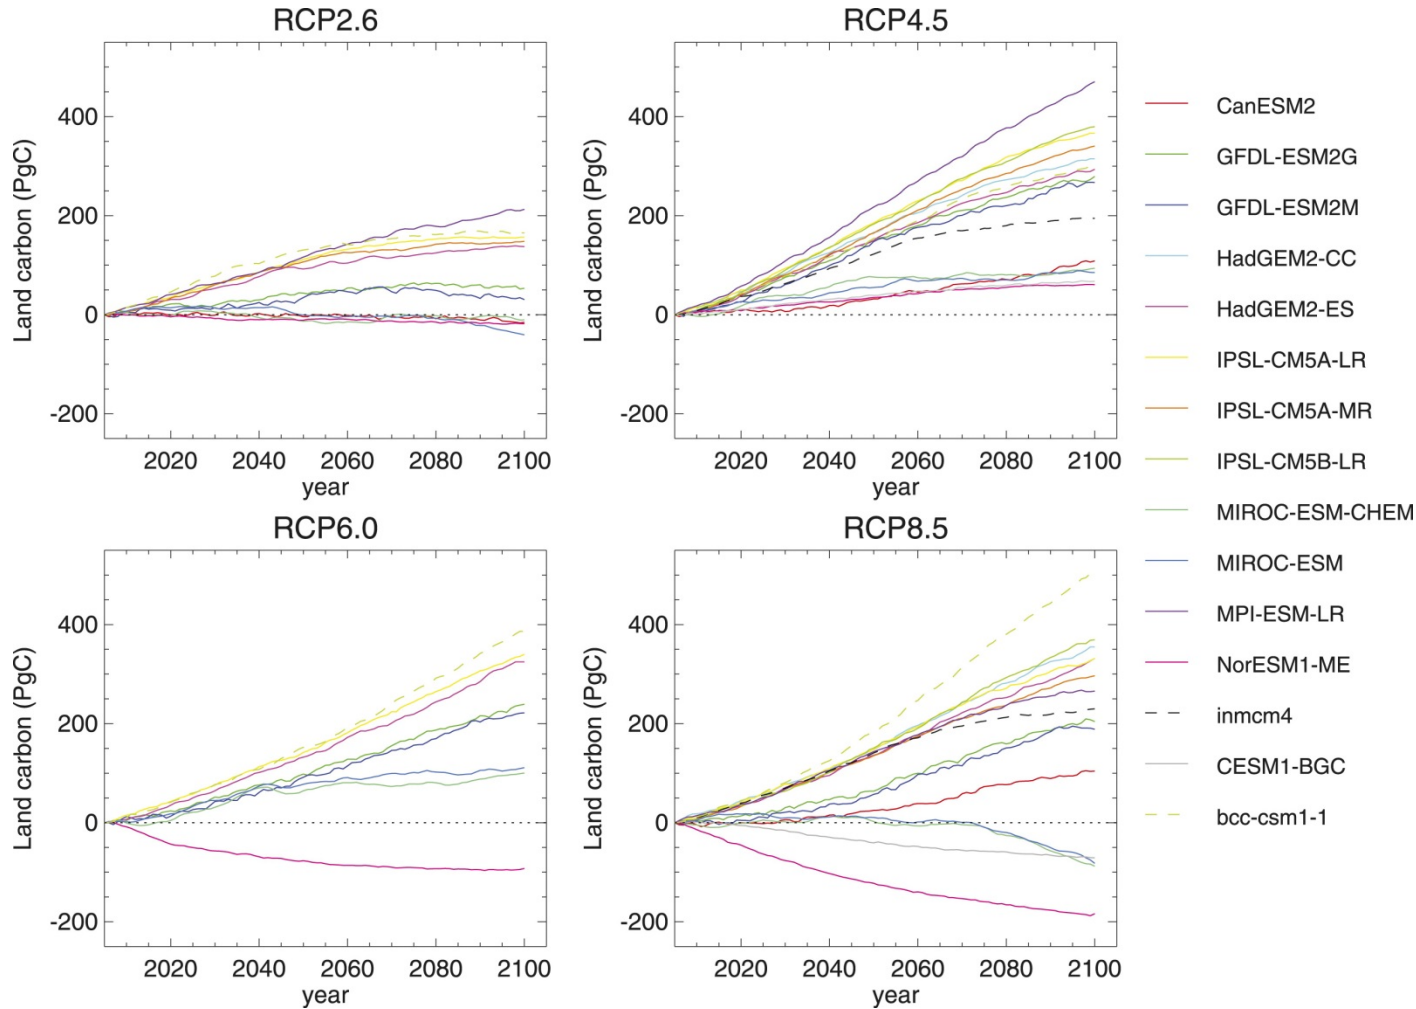 RCP2.6
Land carbon (PgC)
400
200
0
-200
2020 2040 2060 2080 2100
year
RCP4.5
Land carbon (PgC)
400
200
0
-200
2020 2040 2060 2080 2100
year
RCP6.0
Land carbon (PgC)
400
200
0
-200
2020 2040 2060 2080 2100
year
RCP8.5
Land carbon (PgC)
400
200
0
-200
2020 2040 2060 2080 2100
year
CanESM2
GFDL-ESM2G
GFDL-ESM2M
HadGEM2-CC
HadGEM2-ES
IPSL-CM5A-LR
IPSL-CM5A-MR
IPSL-CM5B-LR
MIROC-ESM-CHEM
MIROC-ESM
MPI-ESM-LR
NorESM1-ME
inmcm4
CESM1-BGC
bcc-csm1-1